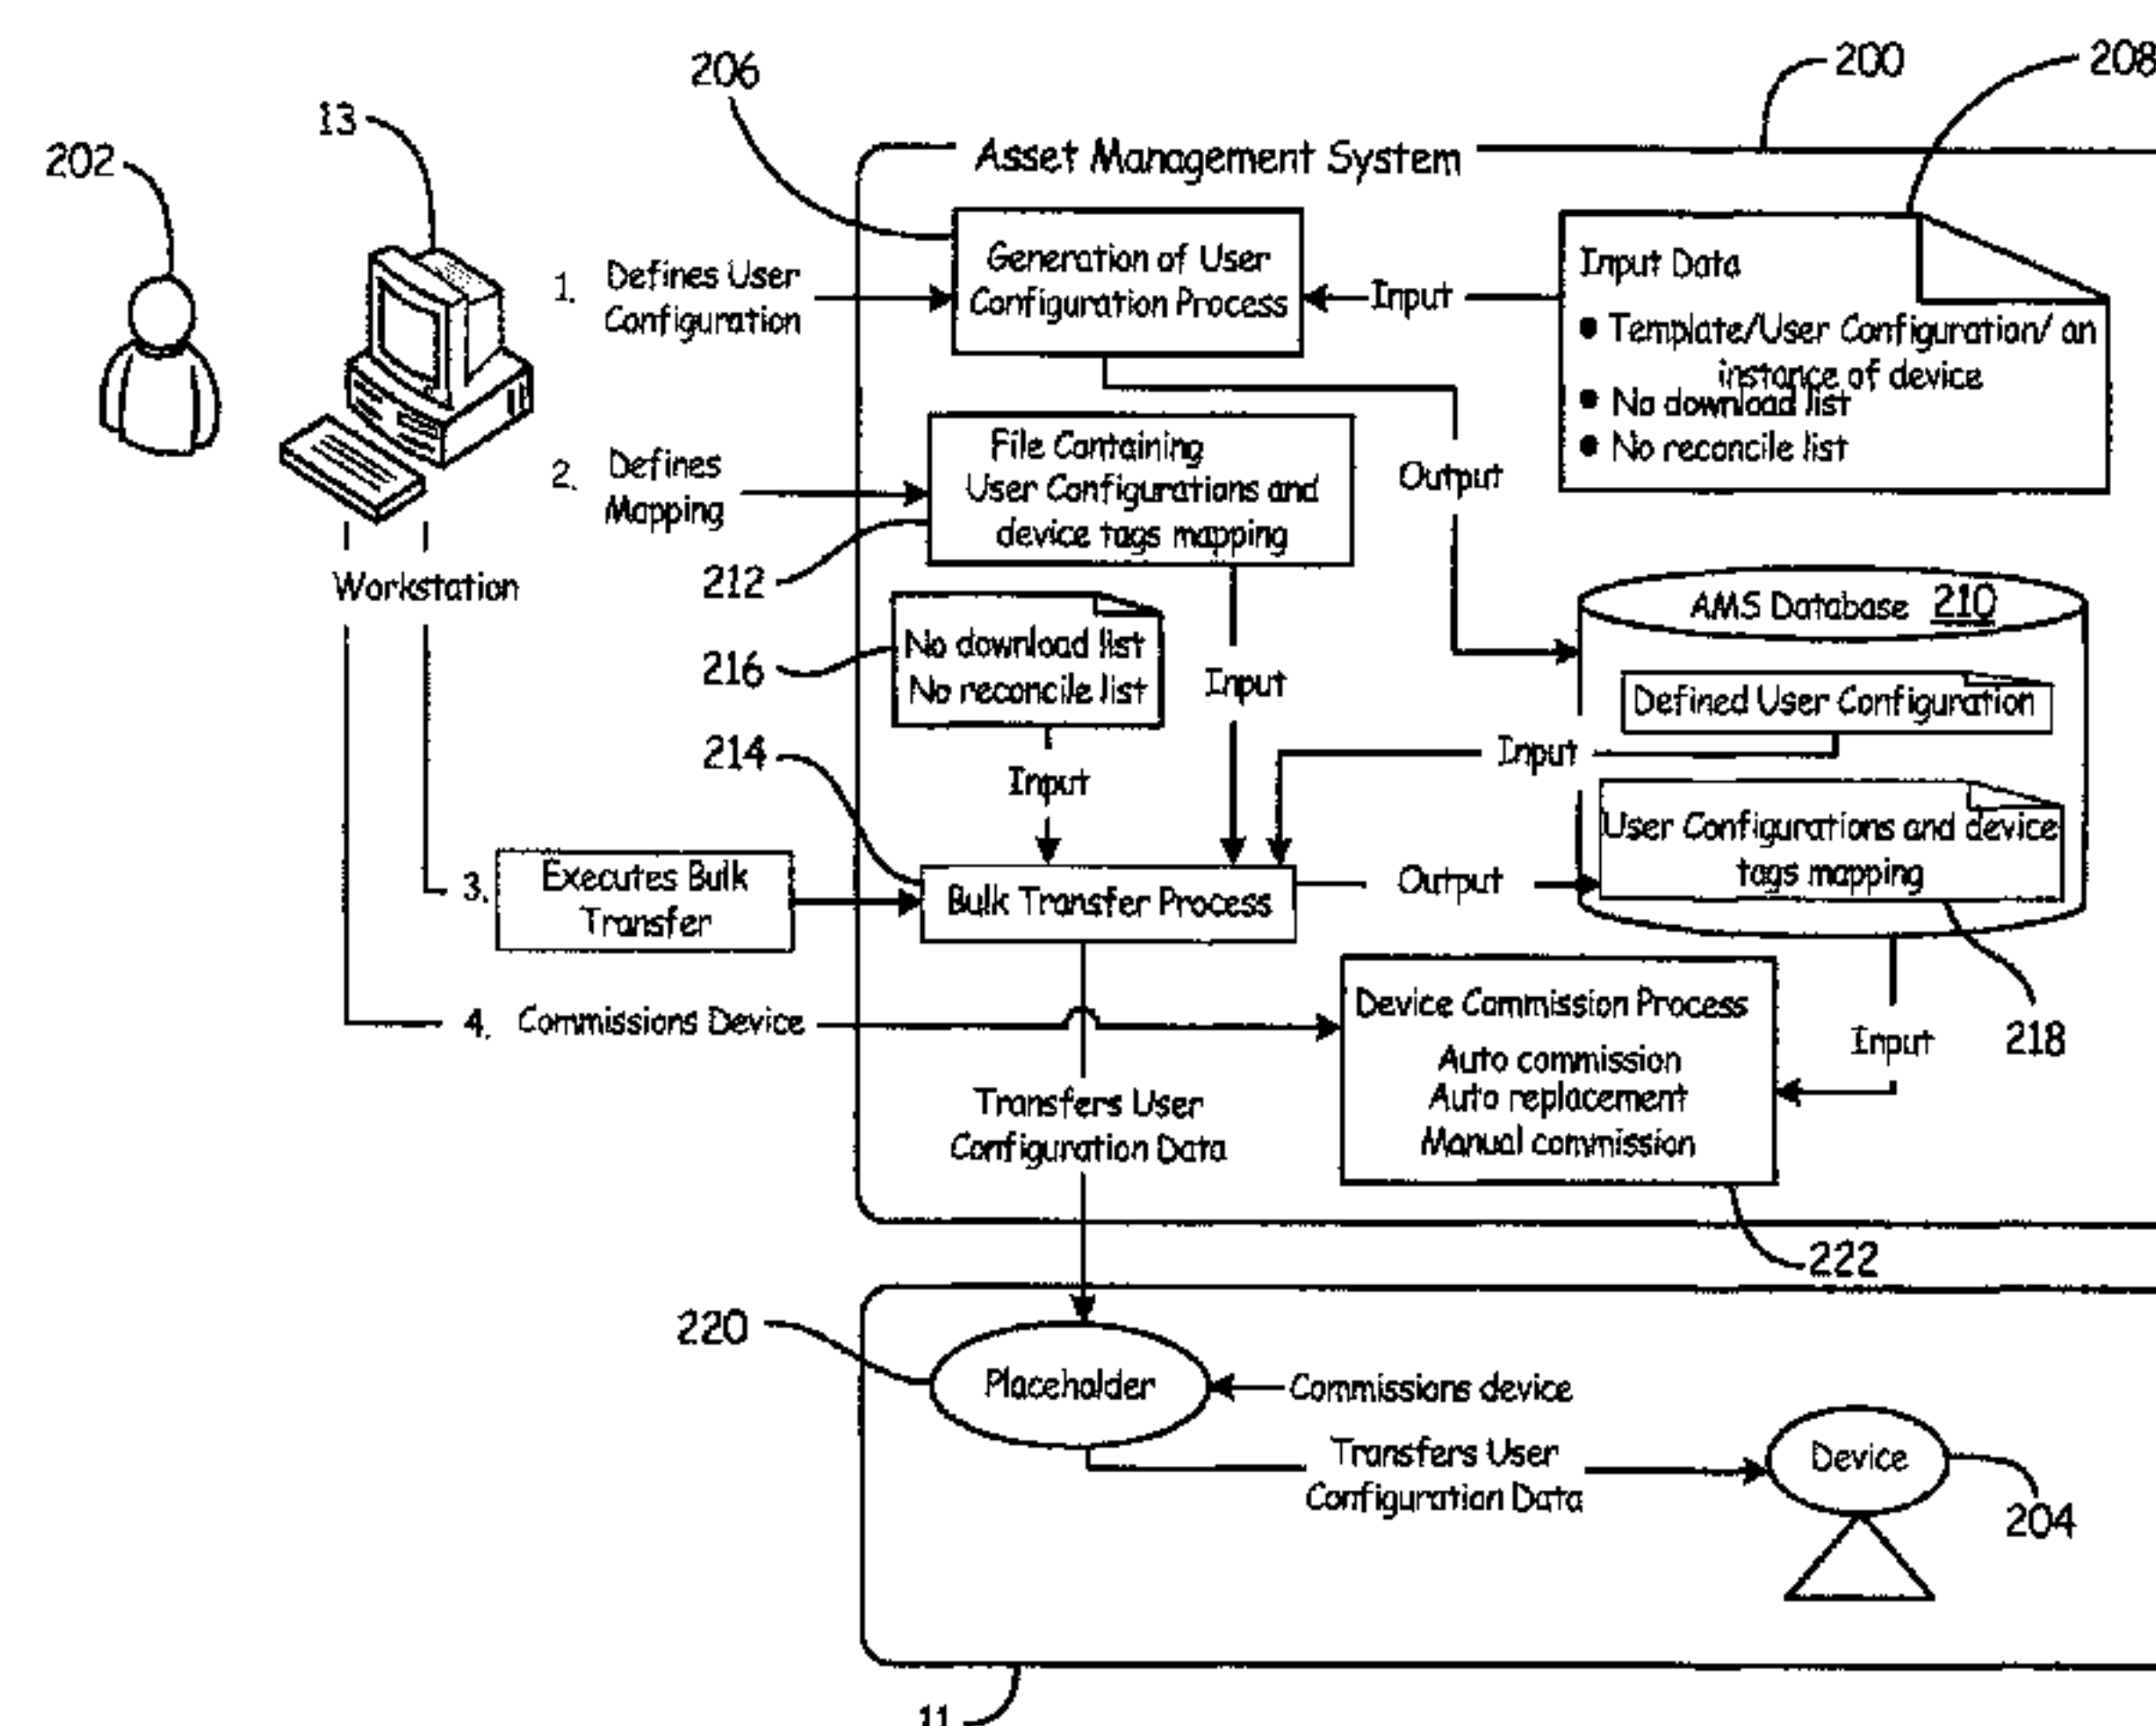 206
200
208
13
202
Asset Management System
1. Defines User
Configuration
Generation of User
Configuration Process
Input
Input Data
• Template/User Configuration/ an
instance of device
• No download list
• No reconcile list
2. Defines
Mapping
File Containing
User Configurations and
device tags mapping
Output
212
Workstation
216
No download list
No reconcile list
Input
AMS Database 210
Defined User Configuration
214
Input
Input
User Configurations and device
tags mapping
3. Executes Bulk
Transfer
Bulk Transfer Process
Output
4. Commissions Device
Device Commission Process
Auto commission
Auto replacement
Manual commission
Input
218
Transfers User
Configuration Data
222
220
Placeholder
Commissions device
Transfers User
Configuration Data
Device
204
11